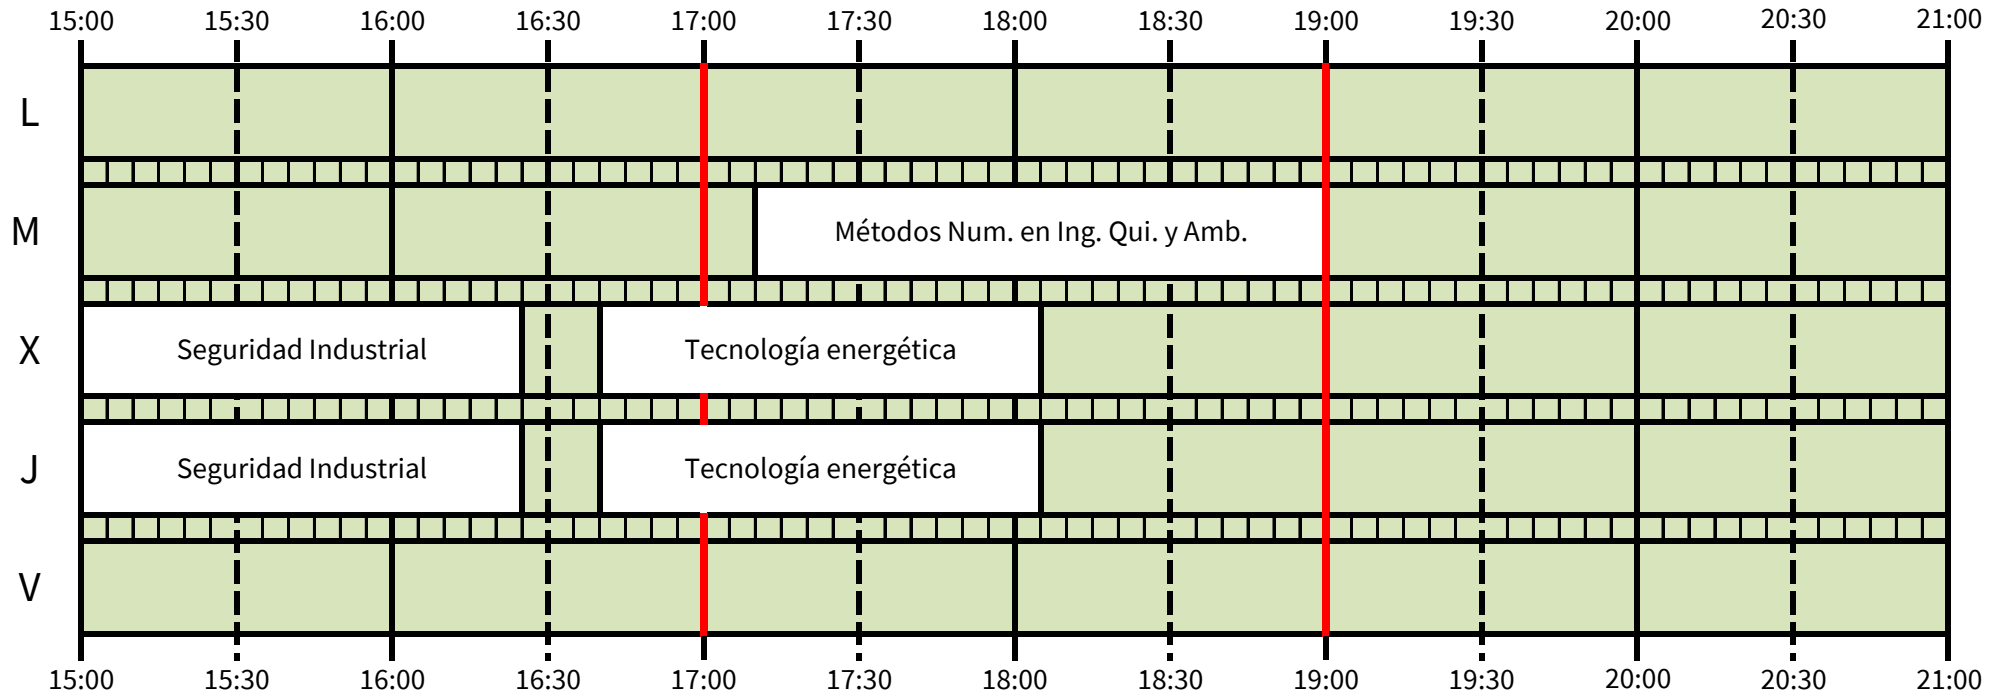 15:00 15:30 16:00 16:30 17:00 17:30 18:00 18:30 19:00 19:30 20:00 20:30 21:00
L
M Métodos Num. en Ing. Qui. y Amb.
X Seguridad Industrial Tecnología energética
J Seguridad Industrial Tecnología energética
V
15:00 15:30 16:00 16:30 17:00 17:30 18:00 18:30 19:00 19:30 20:00 20:30 21:00